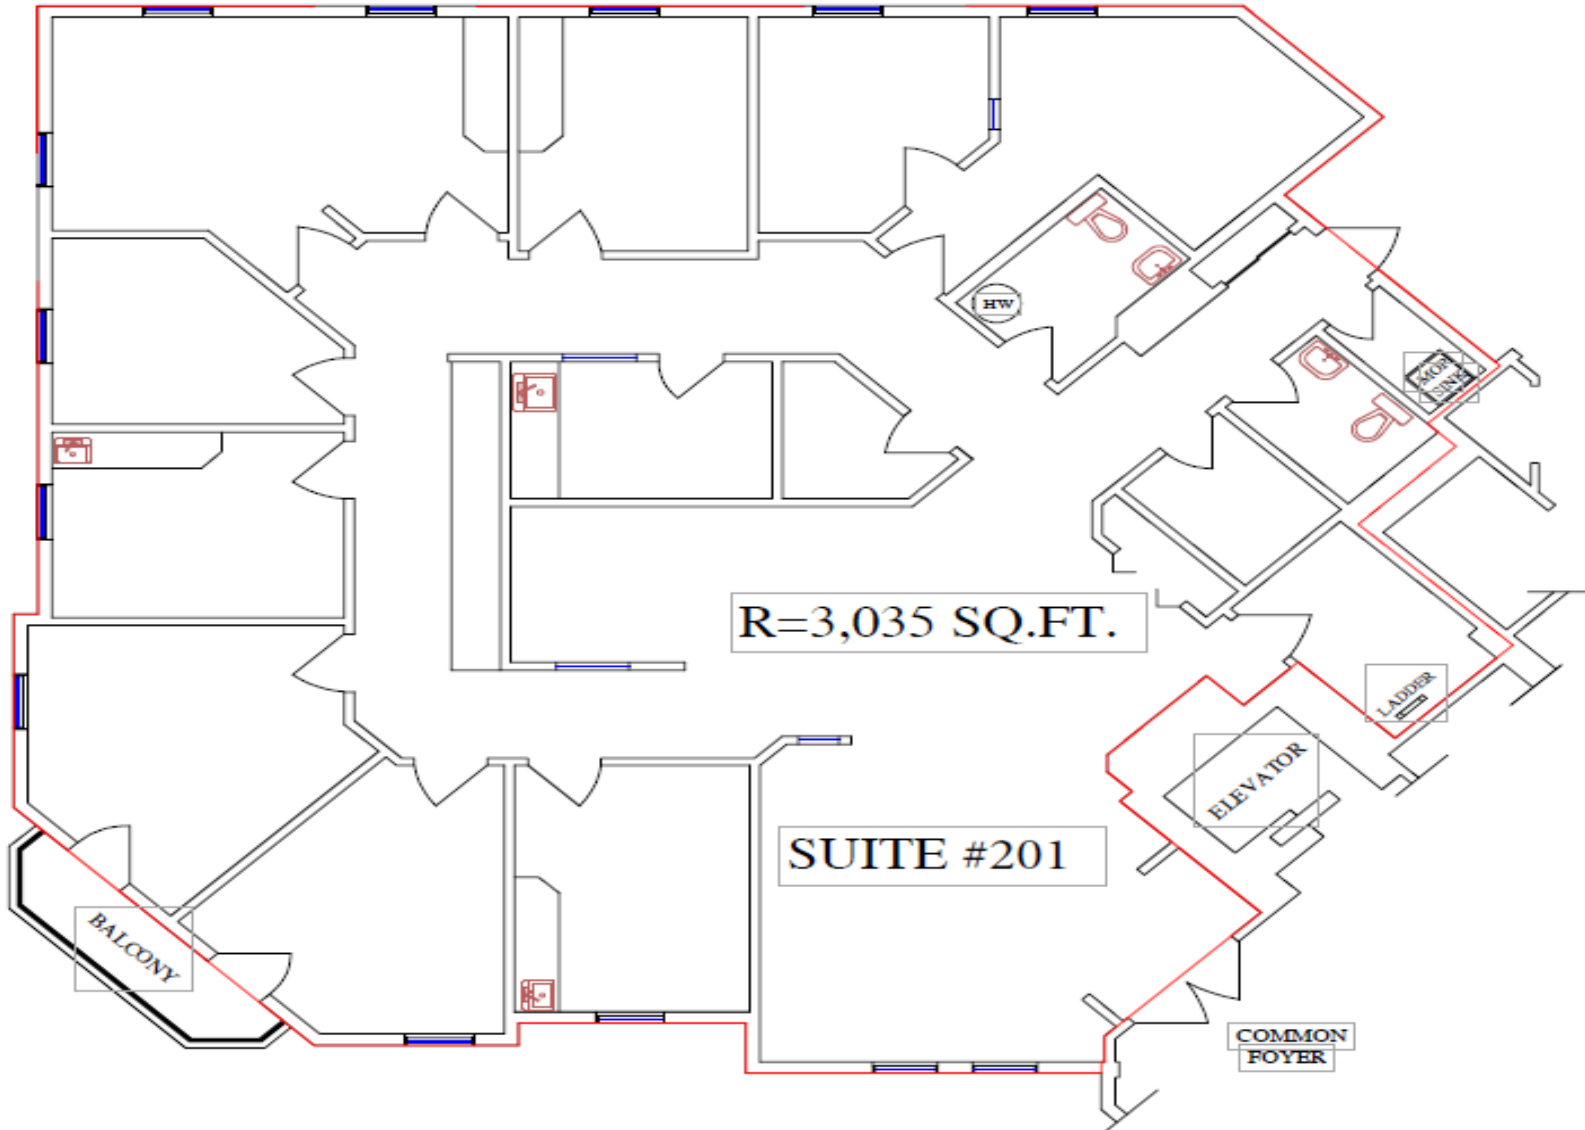 HW
MOP
SINK
R=3,035 SQ.FT.
LADDER
ELEVATOR
SUITE #201
BALCONY
COMMON
FOYER